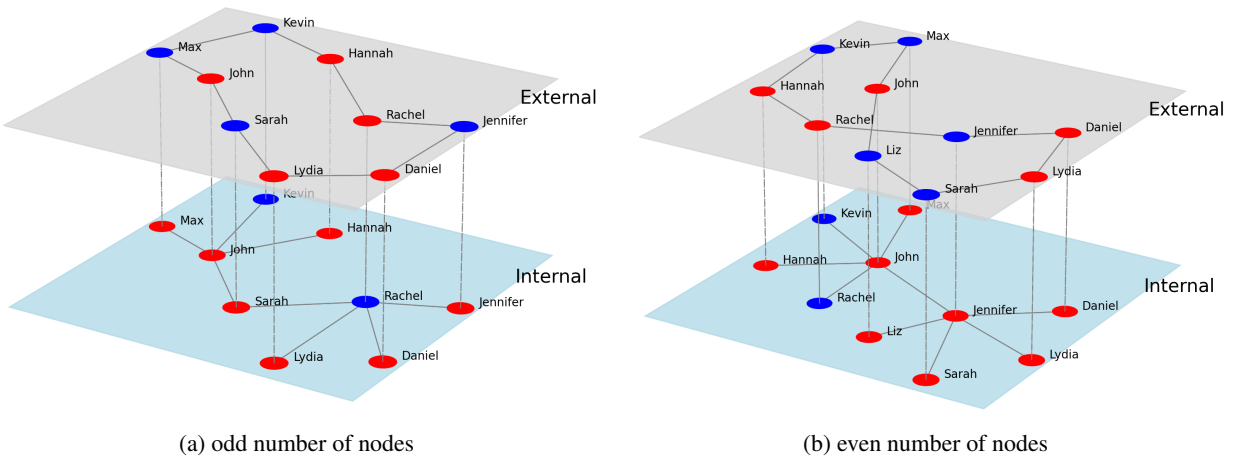 Kevin
Max
Hannah
John
External
Rachel
Sarah
Jennifer
Lydia
Daniel
Kevin
Max
Hannah
John
Internal
Rachel
Sarah
Jennifer
Lydia
Daniel
(a) odd number of nodes
Max
Kevin
Hannah
John
External
Rachel
Jennifer
Daniel
Liz
Lydia
Sarah
Max
Kevin
John
Hannah
Internal
Rachel
Jennifer
Daniel
Liz
Lydia
Sarah
(b) even number of nodes